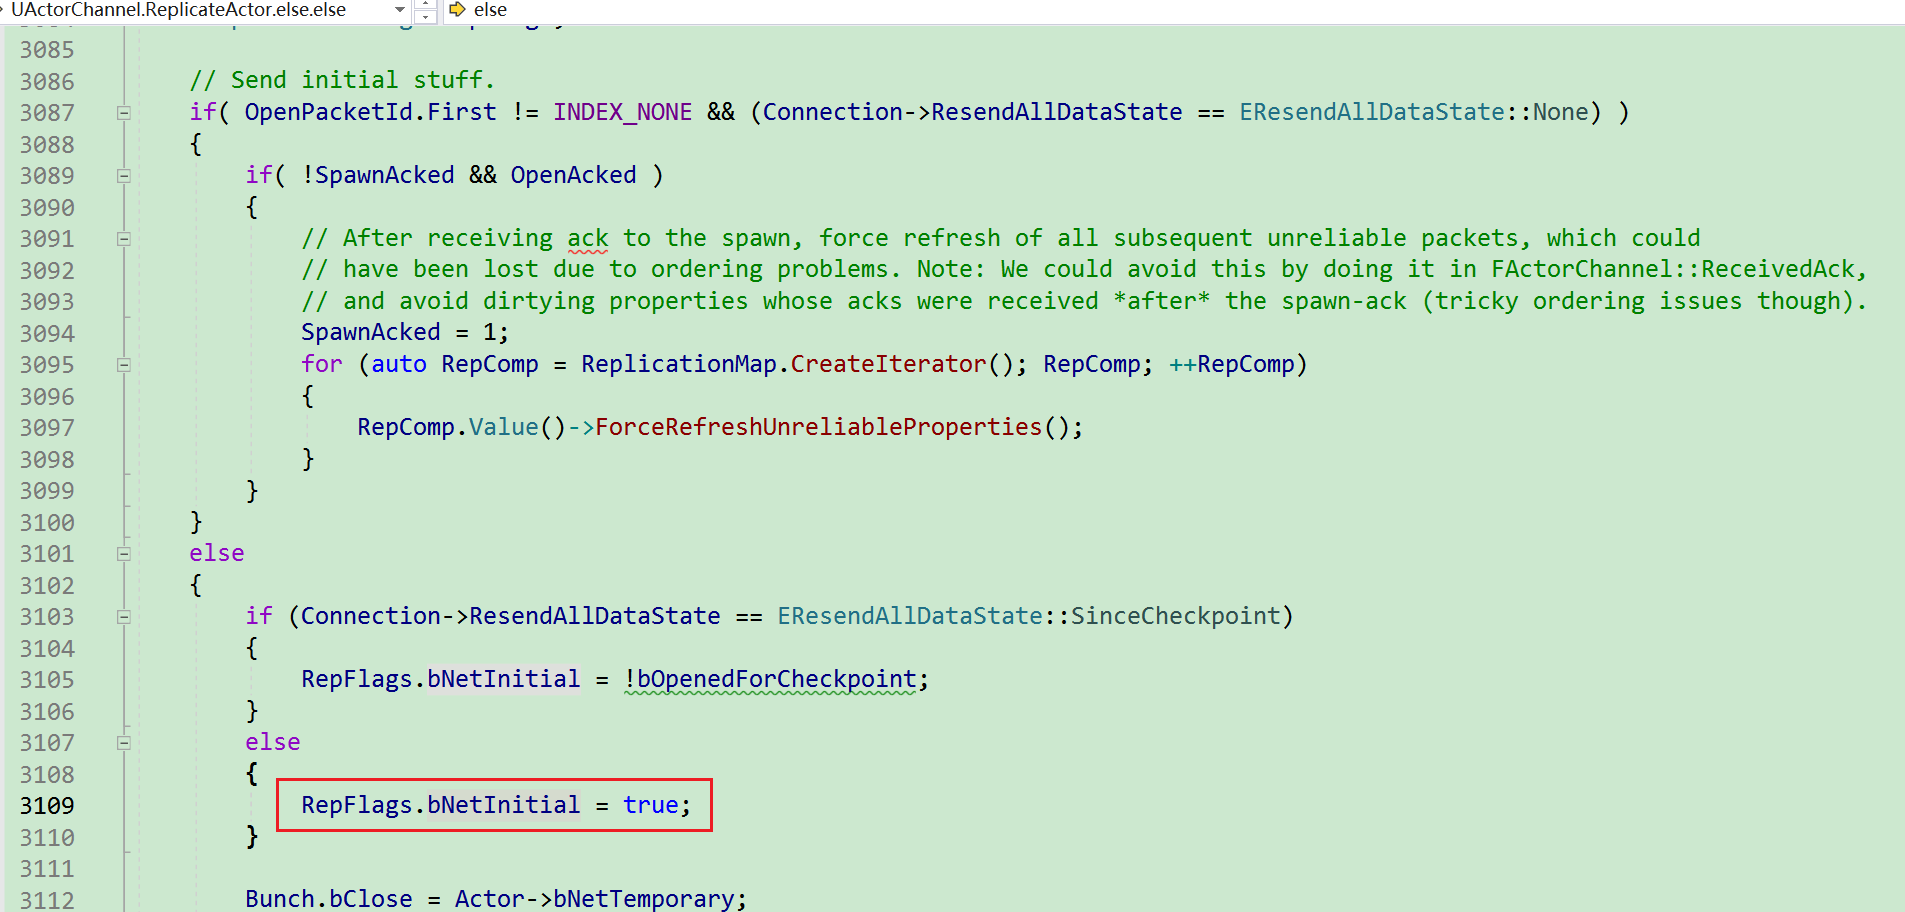 UActorChannel.ReplicateActor.else.else else
3085
3086 // Send initial stuff.
3087 if( OpenPacketId.First != INDEX_NONE && (Connection->ResendAllDataState == EResendAllDataState::None) )
3088 {
3089 if( !SpawnAcked && OpenAcked )
3090 {
3091 // After receiving ack to the spawn, force refresh of all subsequent unreliable packets, which could
3092 // have been lost due to ordering problems. Note: We could avoid this by doing it in FActorChannel::ReceivedAck,
3093 // and avoid dirtying properties whose acks were received *after* the spawn-ack (tricky ordering issues though).
3094 SpawnAcked = 1;
3095 for (auto RepComp = ReplicationMap.CreateIterator(); RepComp; ++RepComp)
3096 {
3097 RepComp.Value()->ForceRefreshUnreliableProperties();
3098 }
3099 }
3100 }
3101 else
3102 {
3103 if (Connection->ResendAllDataState == EResendAllDataState::SinceCheckpoint)
3104 {
3105 RepFlags.bNetInitial = !bOpenedForCheckpoint;
3106 }
3107 else
3108 {
3109 RepFlags.bNetInitial = true;
3110 }
3111
3112 Bunch.bClose = Actor->bNetTemporary;